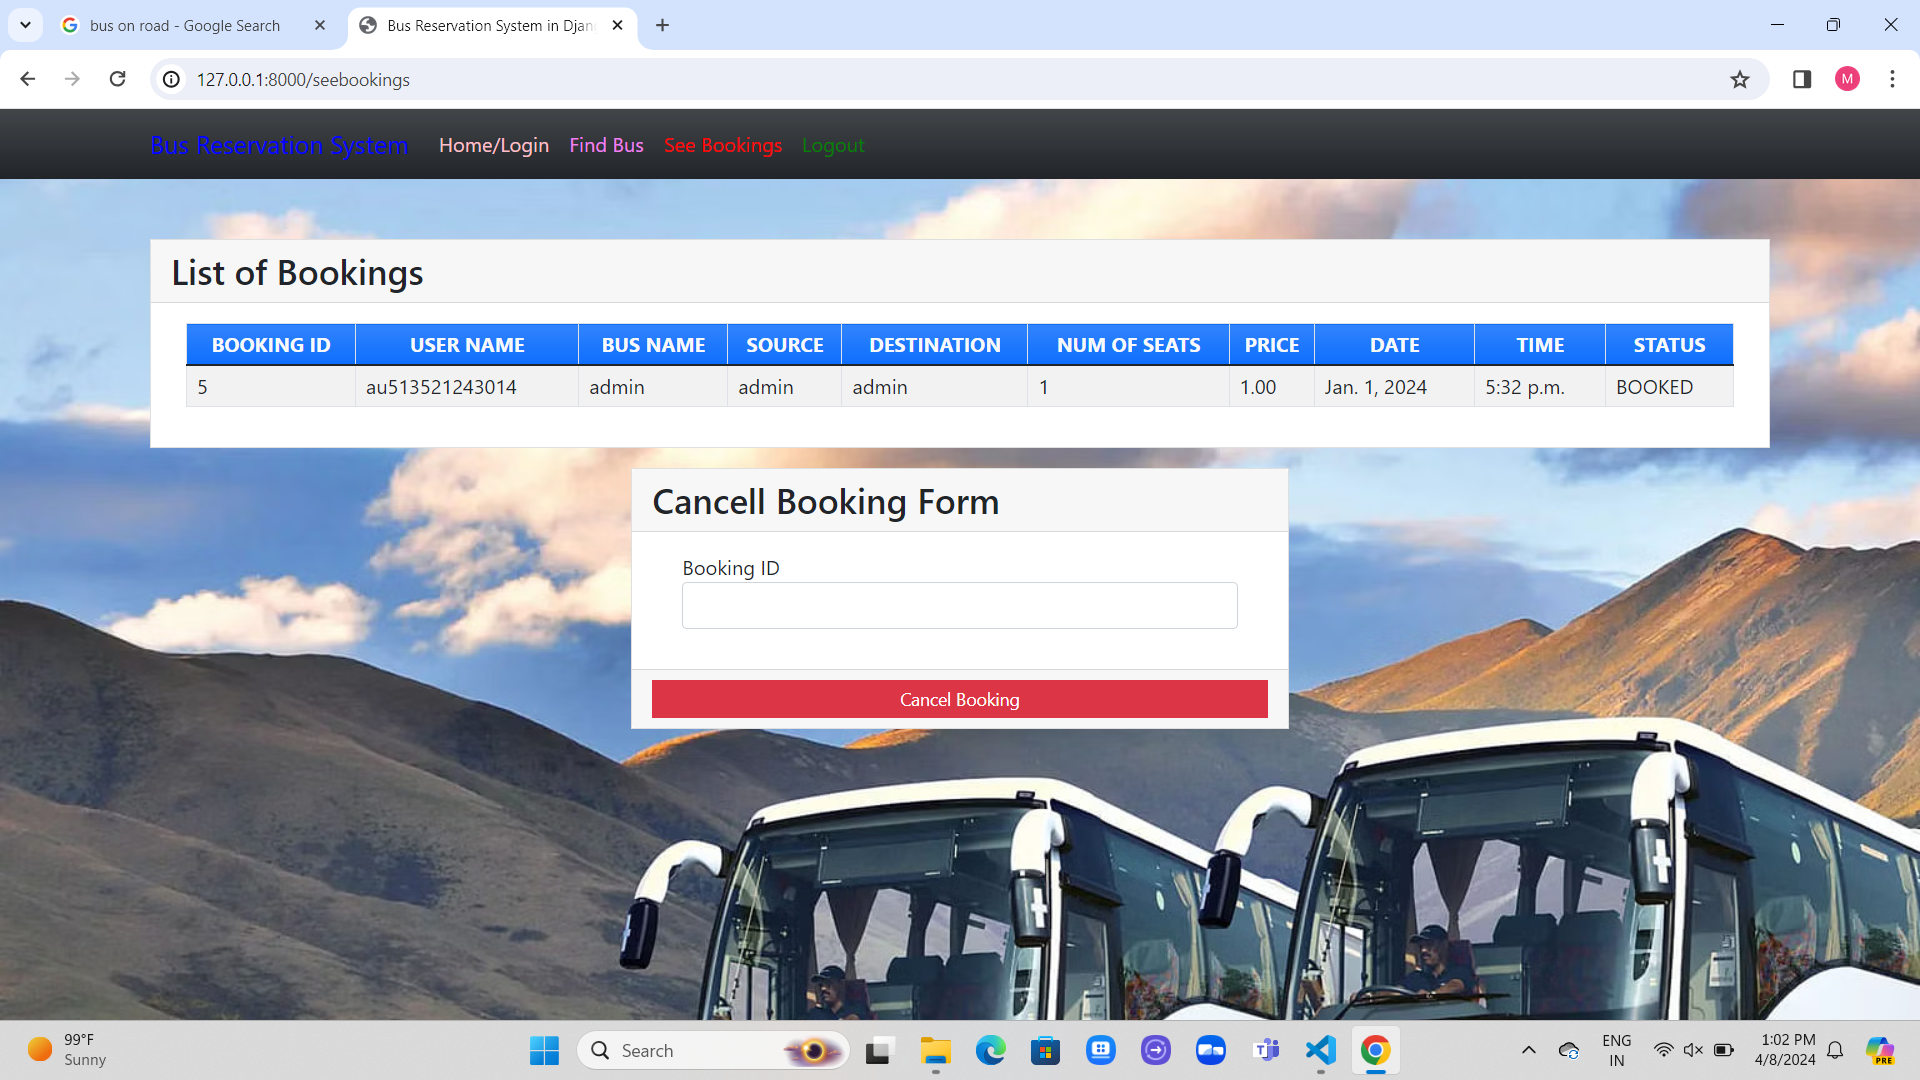 bus on road - Google Search
Bus Reservation System in Djan
127.0.0.1:8000/seebookings
M
Bus Reservation System Home/Login Find Bus See Bookings Logout
List of Bookings
BOOKING ID USER NAME BUS NAME SOURCE DESTINATION NUM OF SEATS PRICE DATE TIME STATUS
5 au513521243014 admin admin admin 1 1.00 Jan. 1, 2024 5:32 p.m. BOOKED
Cancell Booking Form
Booking ID
Cancel Booking
99°F
Sunny
Search
ENG
IN
1:02 PM
4/8/2024
PRE